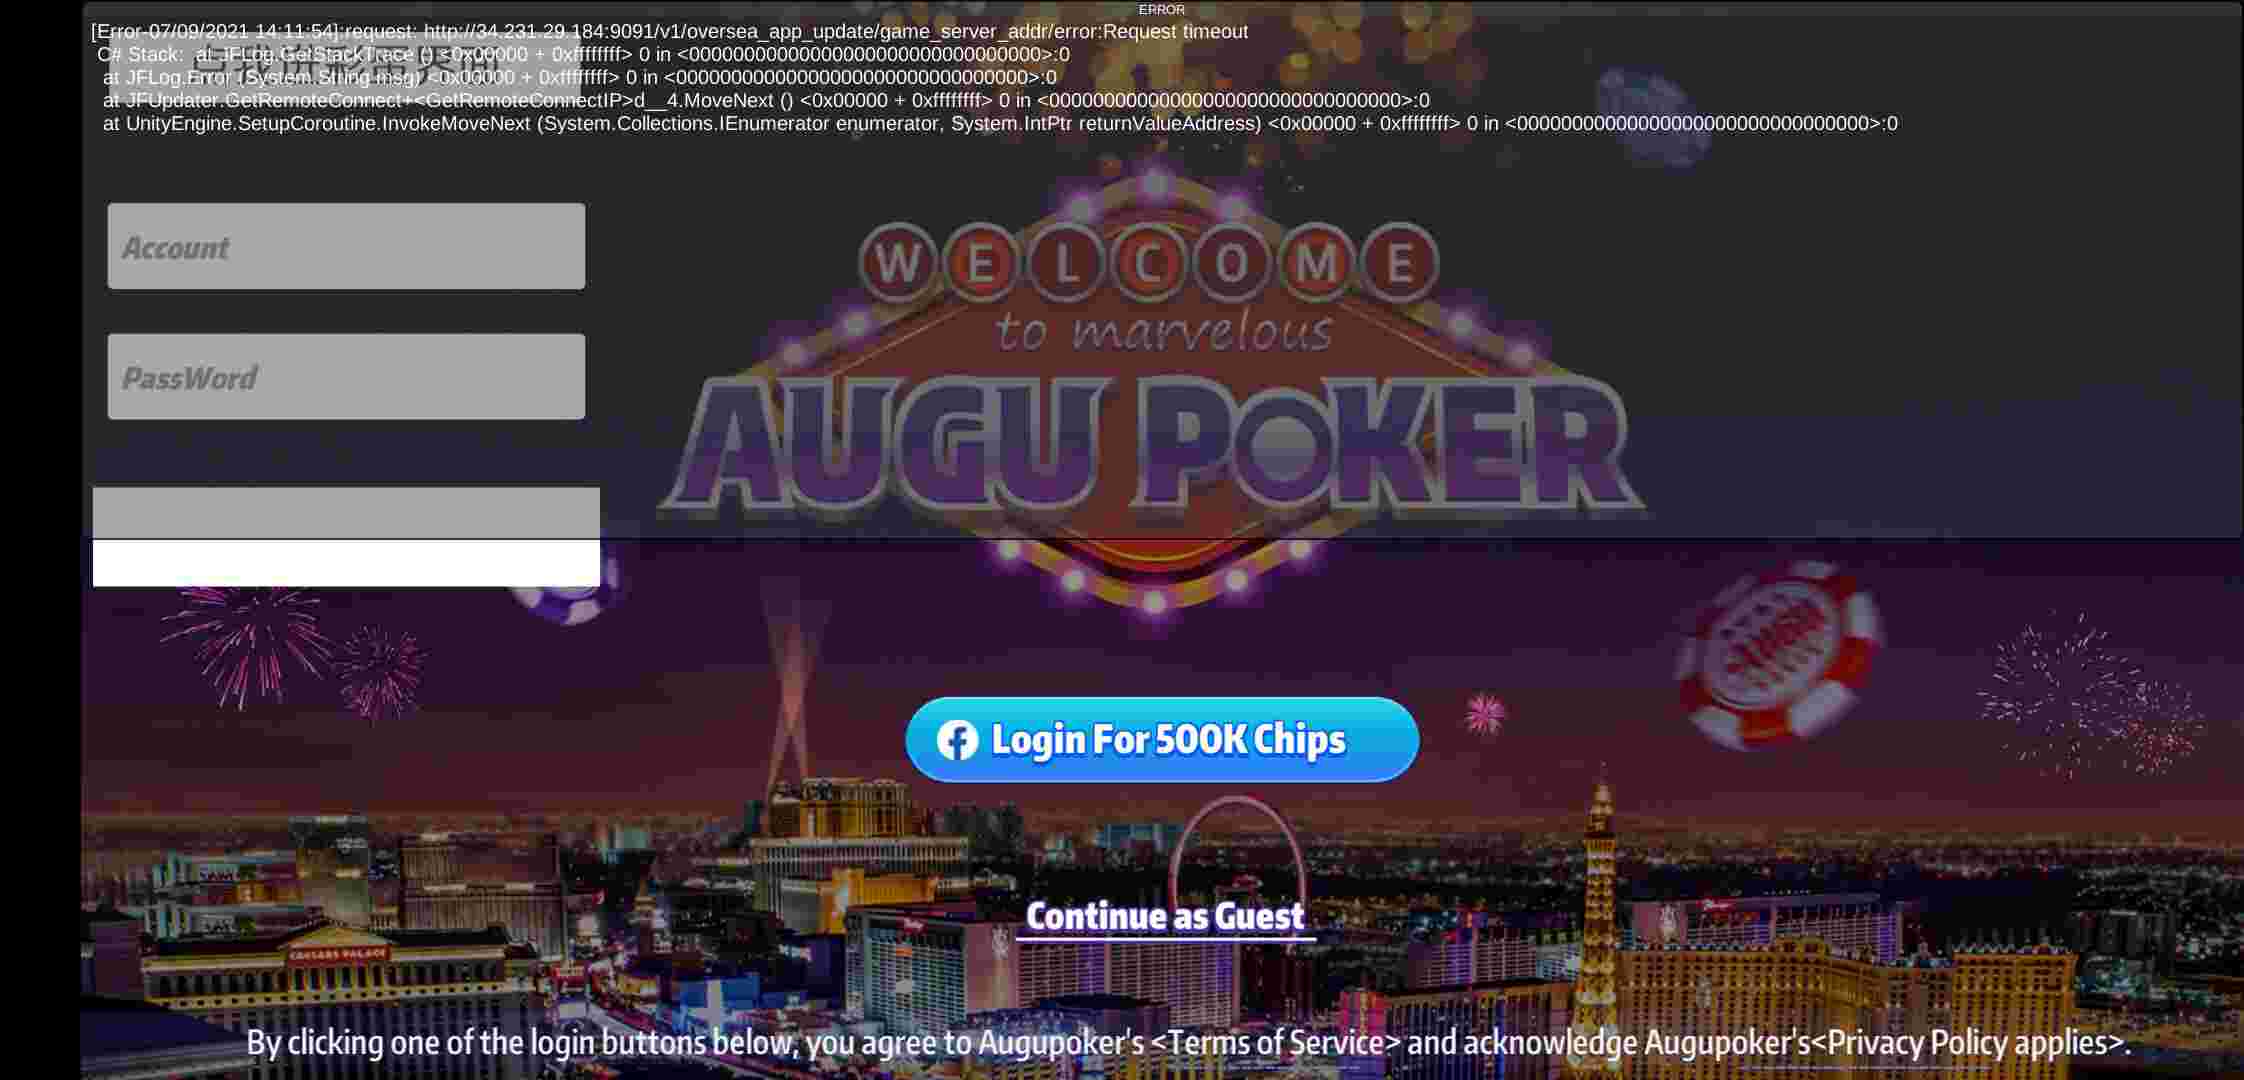 ERROR
[Error-07/09/2021 14:11:54]:request: http://34.231.29.184:9091/v1/oversea_app_update/game_server_addr/error:Request timeout
C# Stack: at JFLog.GetStackTrace () <0x00000 + 0xffffffff> 0 in <00000000000000000000000000000000>:0
at JFLog.Error (System.String msg) <0x00000 + 0xffffffff> 0 in <00000000000000000000000000000000>:0
at JFUpdater.GetRemoteConnect+<GetRemoteConnectIP>d__4.MoveNext () <0x00000 + 0xffffffff> 0 in <00000000000000000000000000000000>:0
at UnityEngine.SetupCoroutine.InvokeMoveNext (System.Collections.IEnumerator enumerator, System.IntPtr returnValueAddress) <0x00000 + 0xffffffff> 0 in <00000000000000000000000000000000>:0
Account
PassWord
WELCOME
to marvelous
AUGU POKER
Login For 500K Chips
Continue as Guest
CAESARS PALACE
By clicking one of the login buttons below, you agree to Augupoker's <Terms of Service> and acknowledge Augupoker's<Privacy Policy applies>.